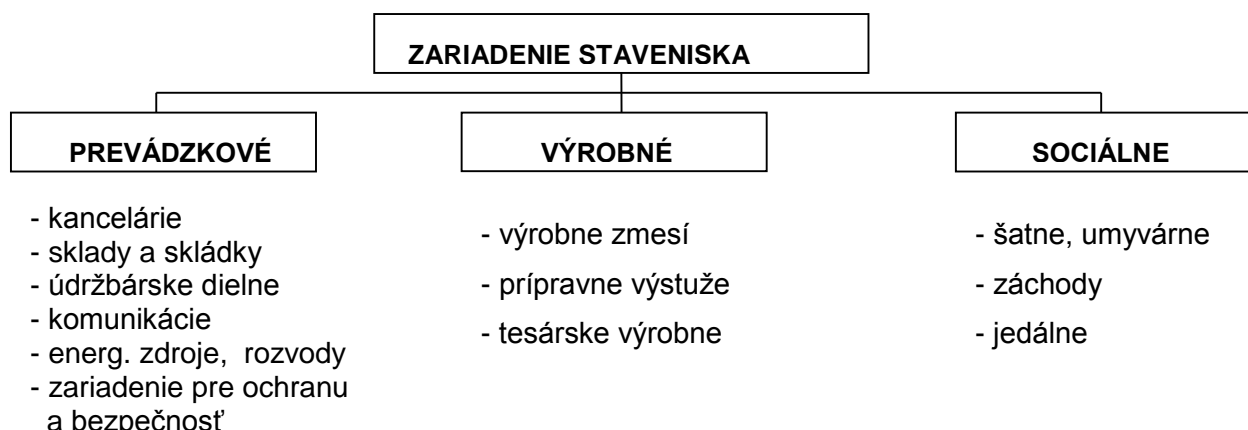 ZARIADENIE STAVENISKA
PREVÁDZKOVÉ
- kancelárie
- sklady a skládky
- údržbárske dielne
- komunikácie
- energ. zdroje, rozvody
- zariadenie pre ochranu
a bezpečnosť
VÝROBNÉ
- výrobne zmesí
- prípravne výstuže
- tesárske výrobne
SOCIÁLNE
- šatne, umyvárne
- záchody
- jedálne